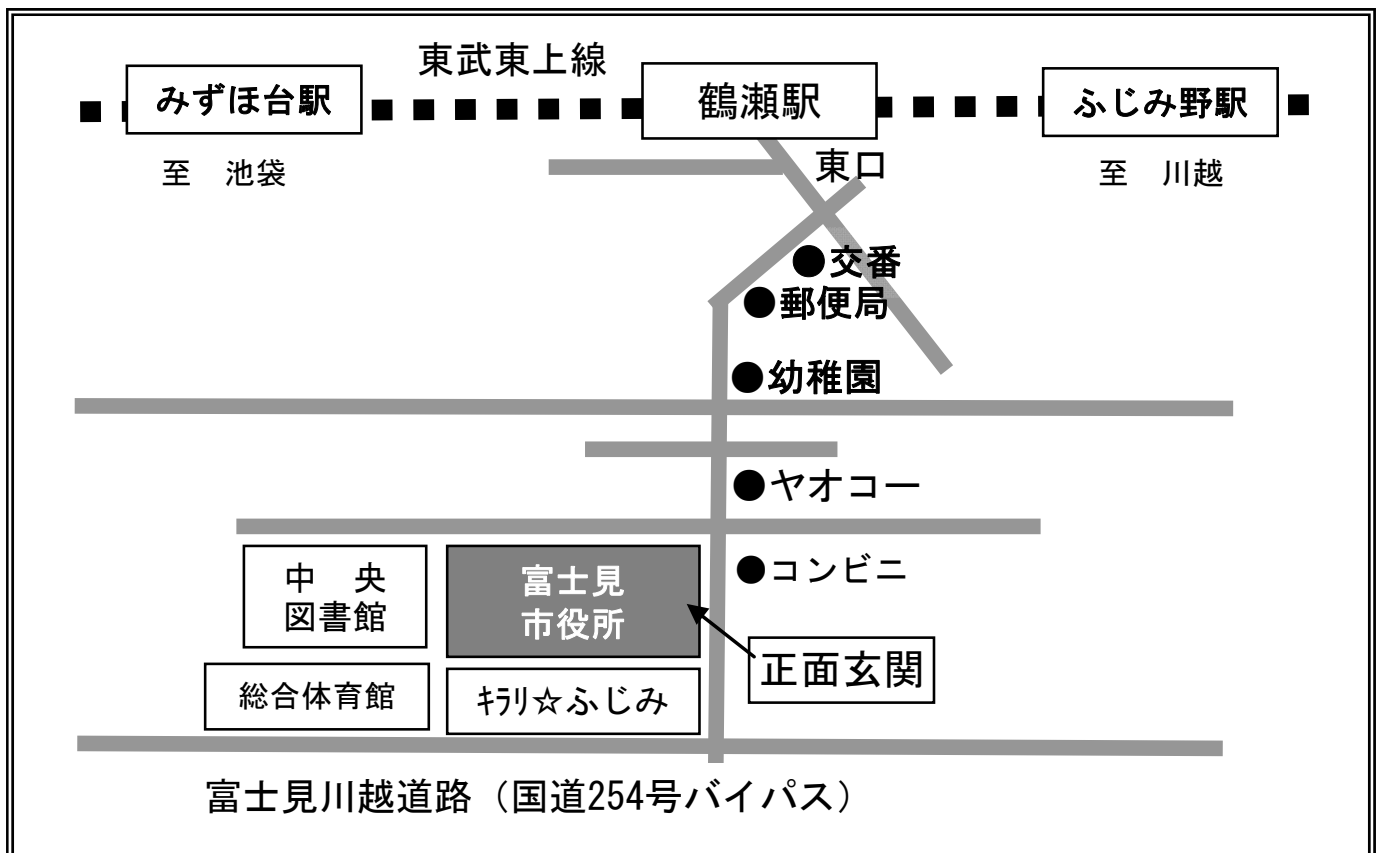 東武東上線
みずほ台駅
鶴瀬駅
ふじみ野駅
至　池袋
東口
至　川越
●交番
●郵便局
●幼稚園
●ヤオコー
中　央
図書館
富士見
市役所
●コンビニ
正面玄関
総合体育館
ｷﾗﾘ☆ふじみ
富士見川越道路（国道254号バイパス）